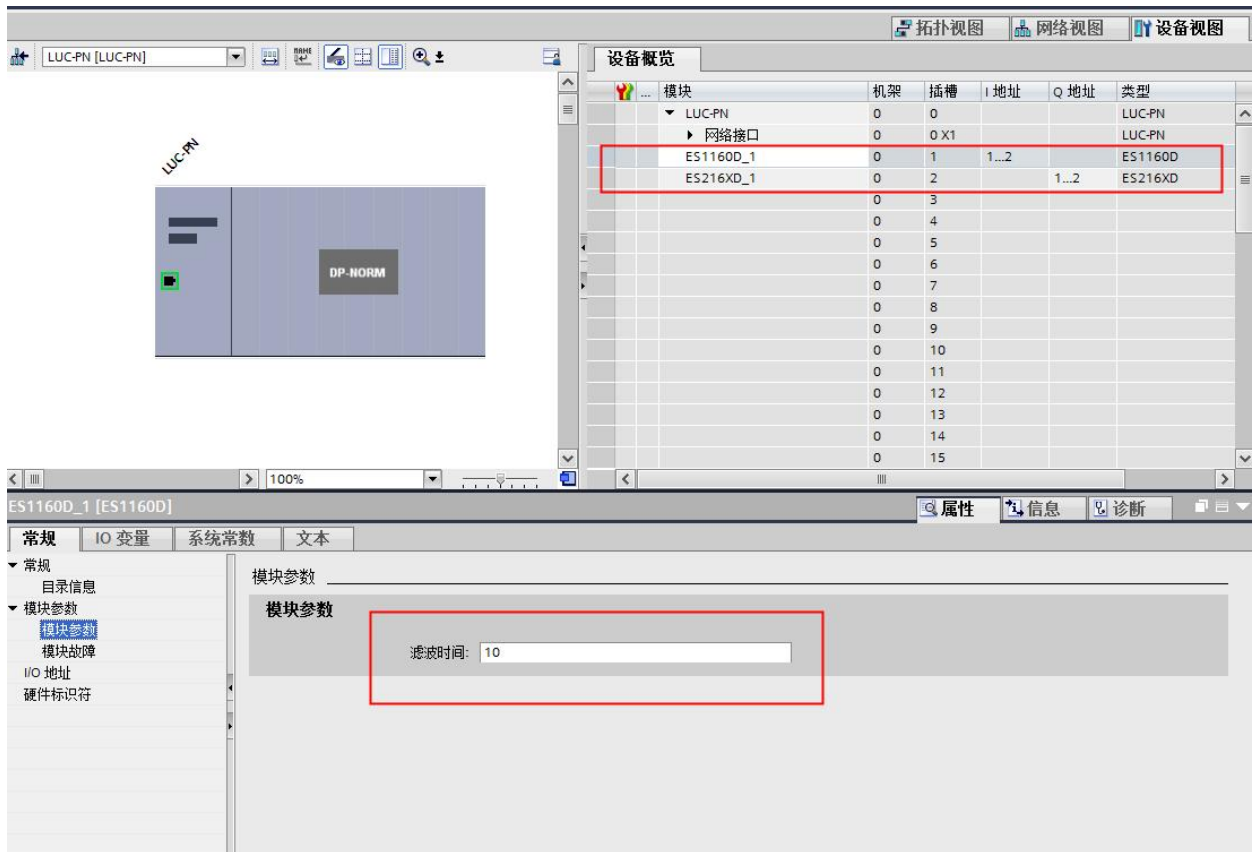 拓扑视图 网络视图 设备视图
LUC-PN [LUC-PN]
设备概览
... 模块 机架 插槽 I 地址 Q 地址 类型
LUC-PN 0 0 LUC-PN
网络接口 0 0 X1 LUC-PN
ES1160D_1 0 1 1...2 ES1160D
ES216XD_1 0 2 1...2 ES216XD
0 3
0 4
0 5
0 6
0 7
0 8
0 9
0 10
0 11
0 12
0 13
0 14
0 15
LUC-PN
DP-NORM
100%
ES1160D_1 [ES1160D]
属性 信息 诊断
常规 IO 变量 系统常数 文本
常规
目录信息
模块参数
模块参数
模块故障
I/O 地址
硬件标识符
模块参数
模块参数
滤波时间: 10